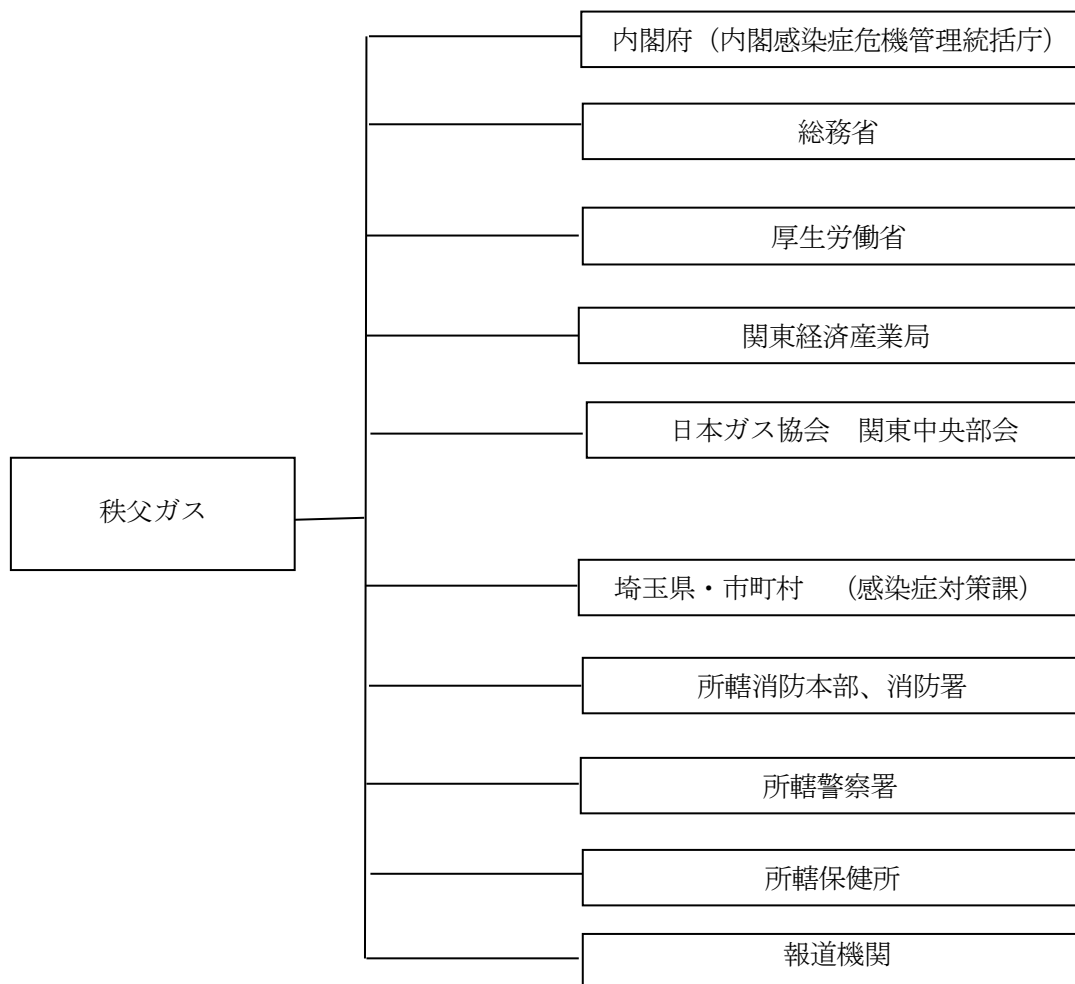 内閣府（内閣感染症危機管理統括庁）
総務省
厚生労働省
関東経済産業局
日本ガス協会　関東中央部会
秩父ガス
埼玉県・市町村　（感染症対策課）
所轄消防本部、消防署
所轄警察署
所轄保健所
報道機関